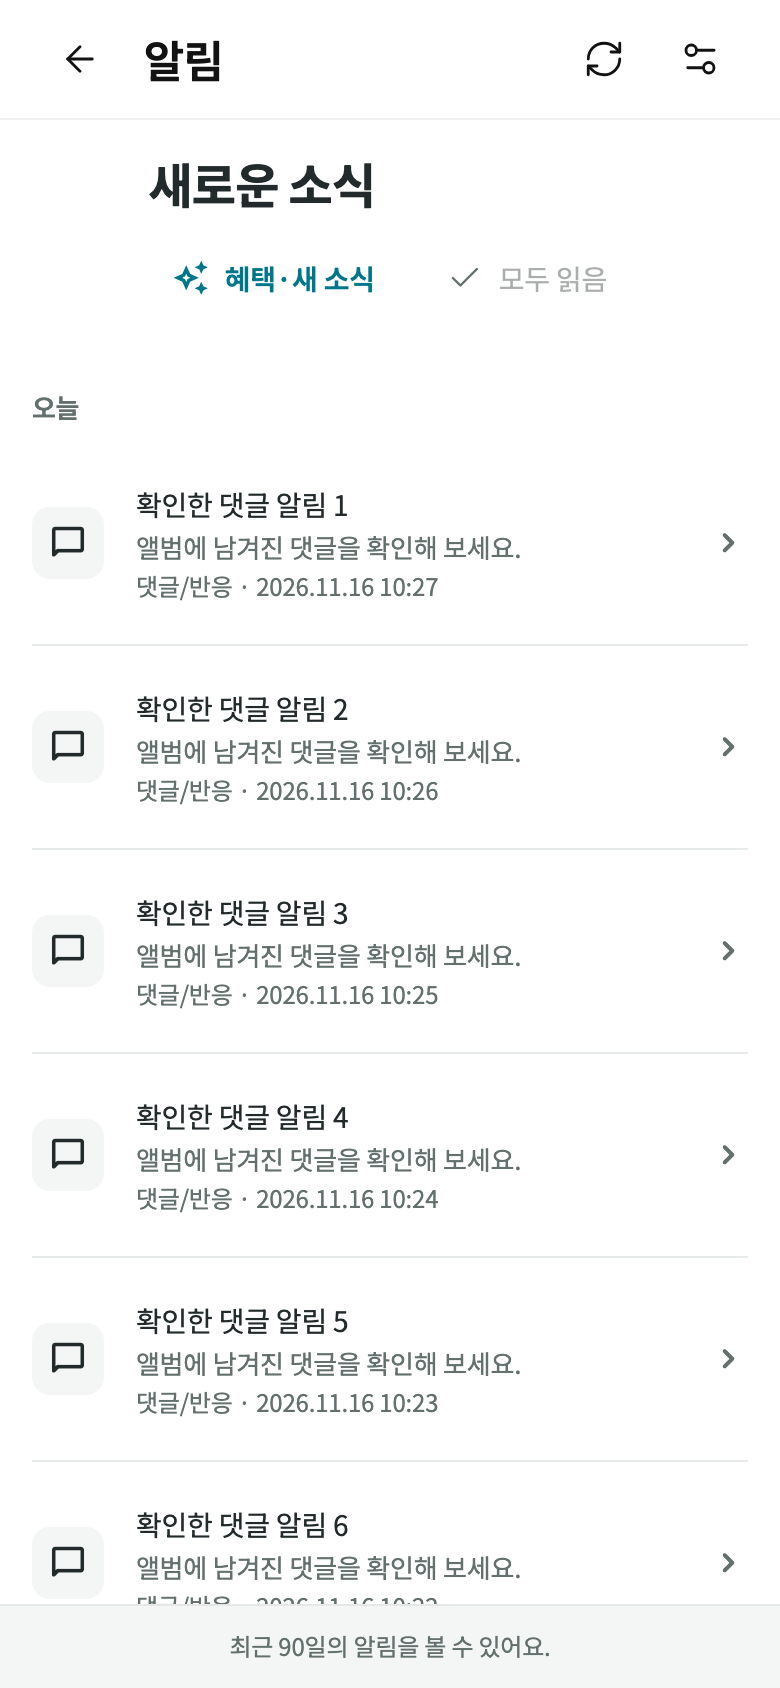 알림
새로운 소식
혜택·새 소식
모두 읽음
오늘
확인한 댓글 알림 1
앨범에 남겨진 댓글을 확인해 보세요.
댓글/반응 · 2026.11.16 10:27
확인한 댓글 알림 2
앨범에 남겨진 댓글을 확인해 보세요.
댓글/반응 · 2026.11.16 10:26
확인한 댓글 알림 3
앨범에 남겨진 댓글을 확인해 보세요.
댓글/반응 · 2026.11.16 10:25
확인한 댓글 알림 4
앨범에 남겨진 댓글을 확인해 보세요.
댓글/반응 · 2026.11.16 10:24
확인한 댓글 알림 5
앨범에 남겨진 댓글을 확인해 보세요.
댓글/반응 · 2026.11.16 10:23
확인한 댓글 알림 6
앨범에 남겨진 댓글을 확인해 보세요.
최근 90일의 알림을 볼 수 있어요.